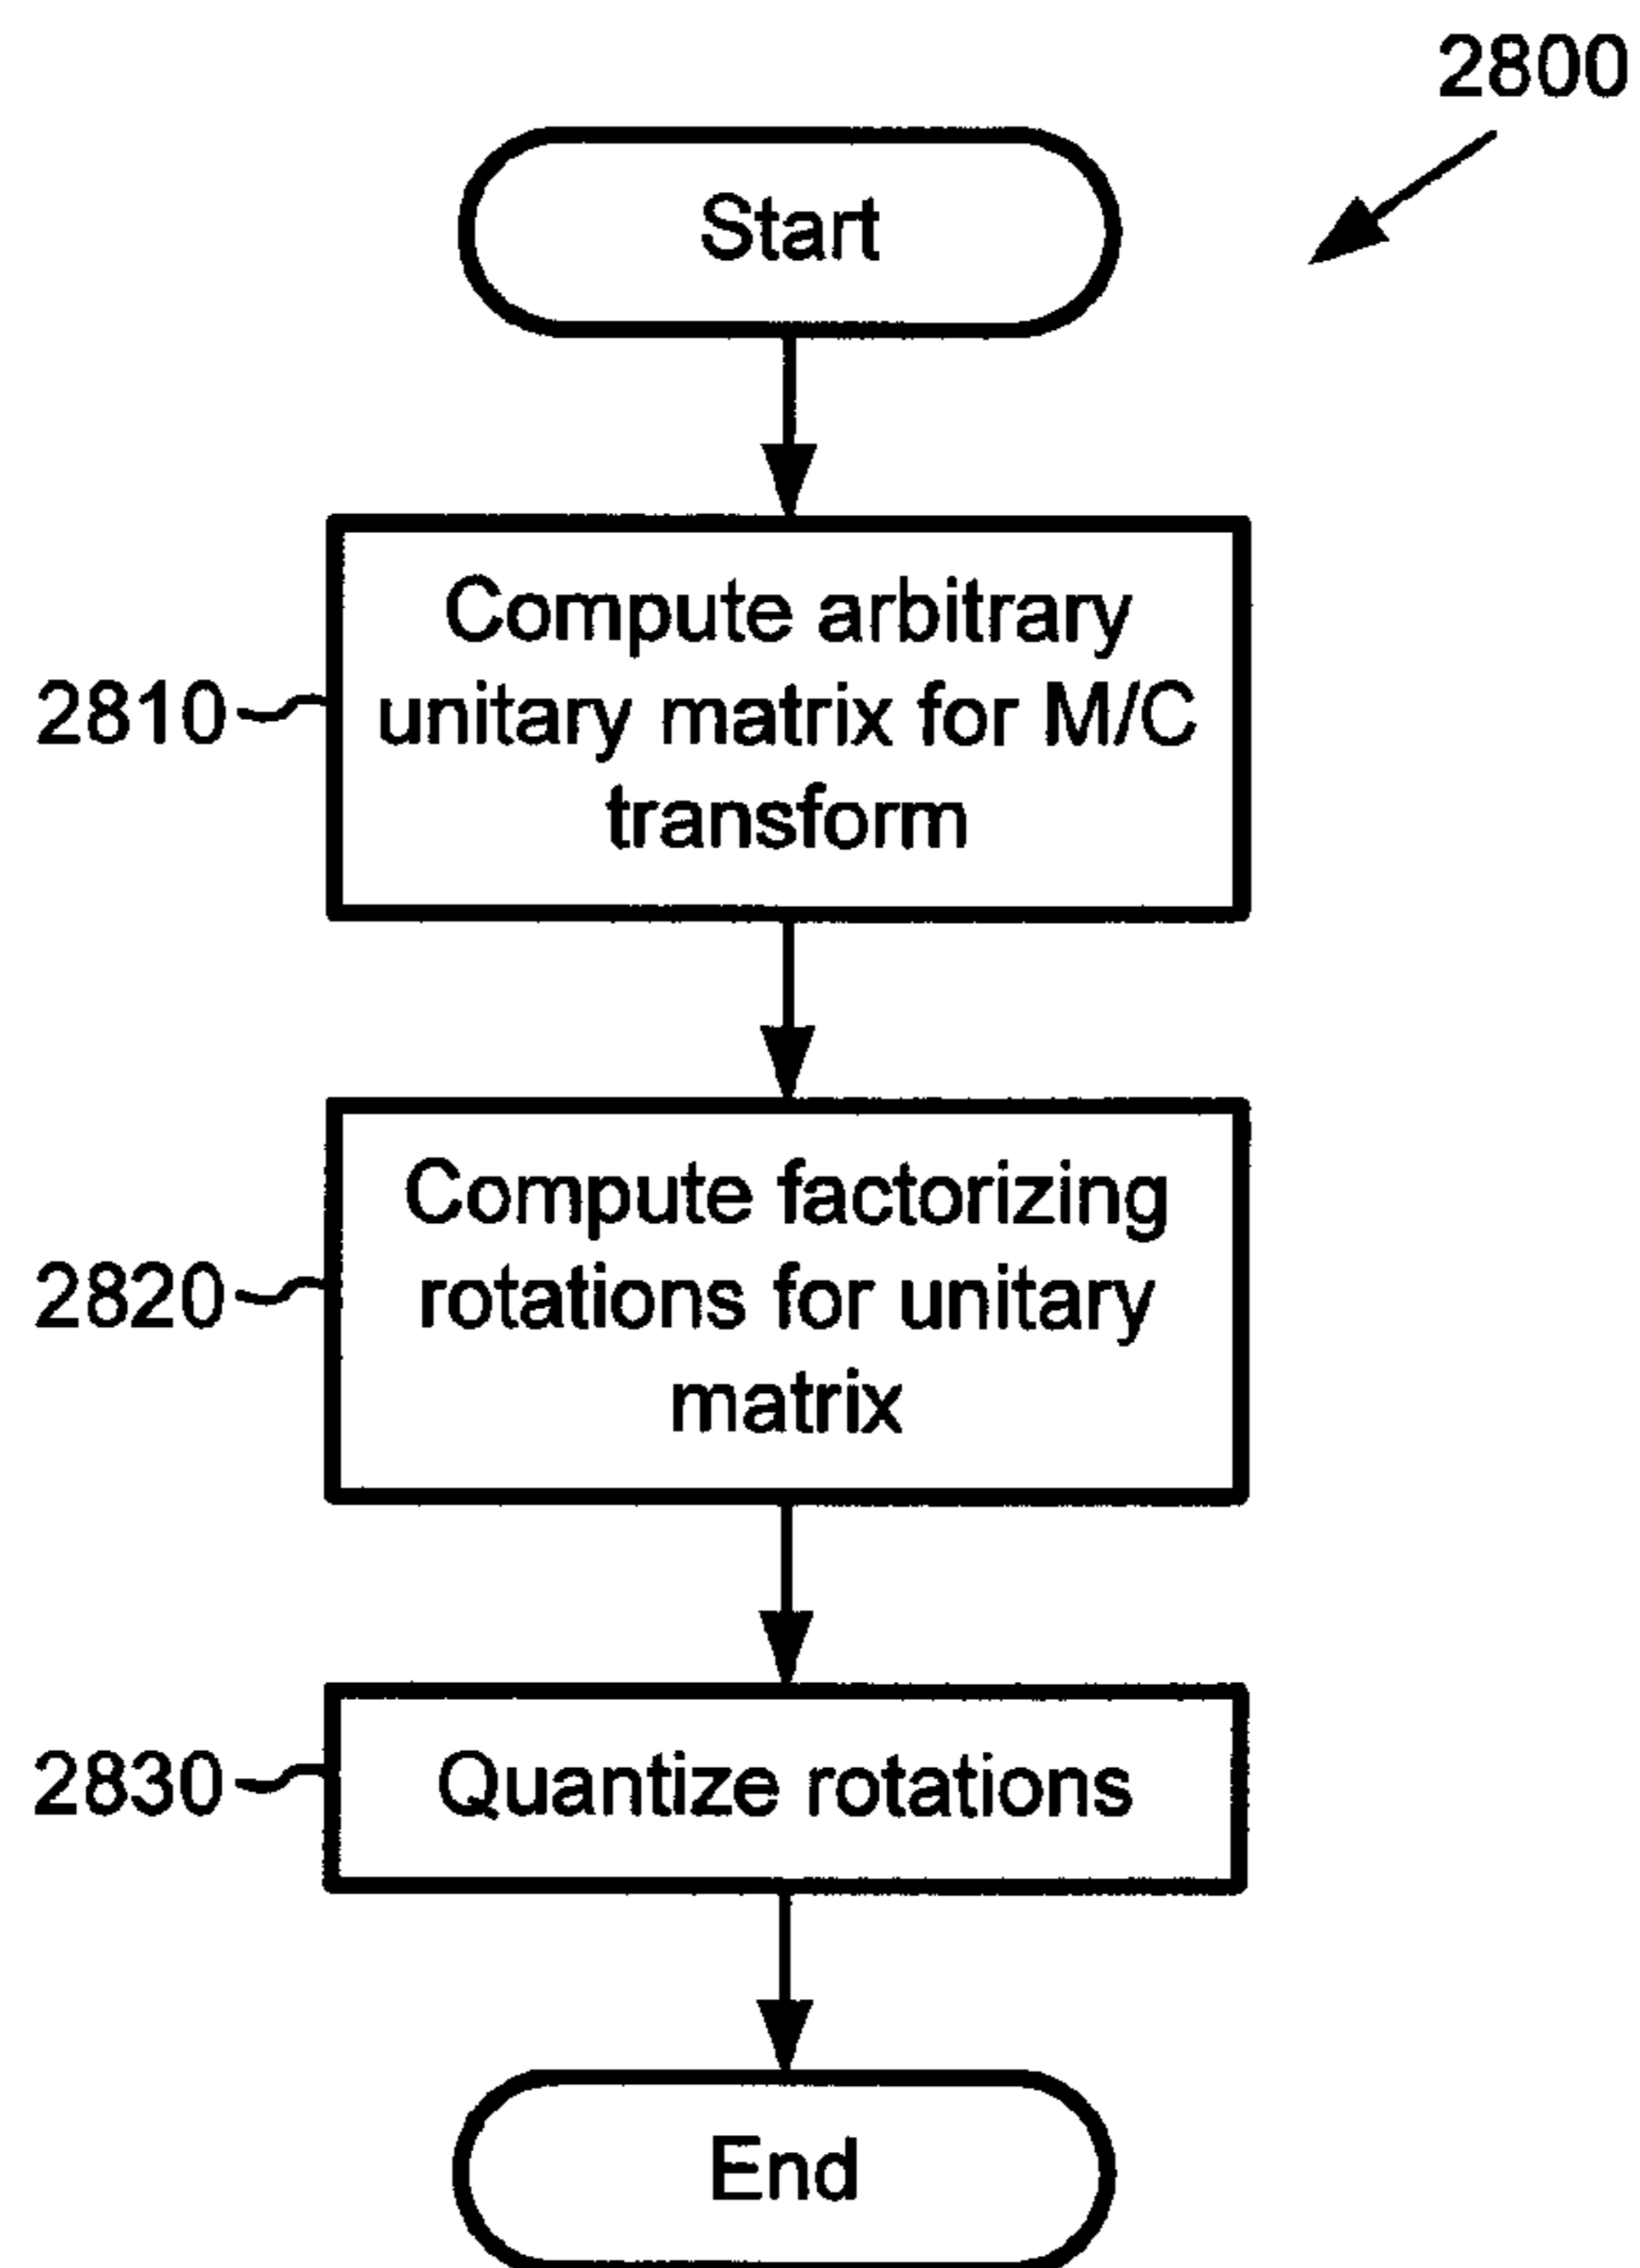 2800
Start
2810
Compute arbitrary
unitary matrix for M/C
transform
2820
Compute factorizing
rotations for unitary
matrix
2830
Quantize rotations
End